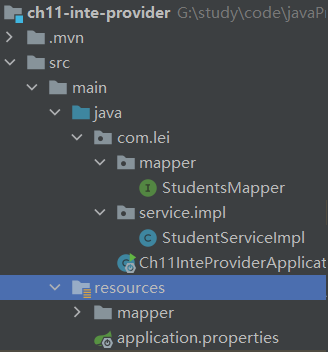 ch11-inte-provider G:\study\code\javaP
.mvn
src
main
java
com.lei
mapper
StudentsMapper
service.impl
StudentServiceImpl
Ch11InteProviderApplicat
resources
mapper
application.properties